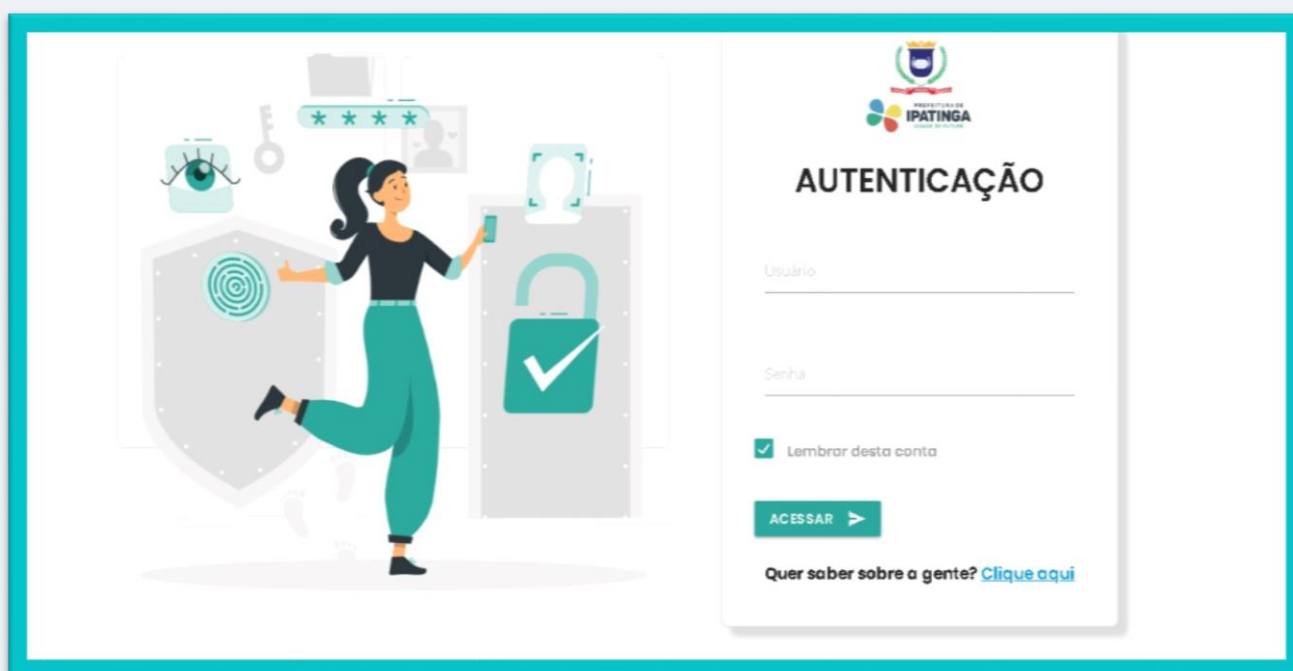 * * * *
PREFEITURA DE
IPATINGA
AUTENTICAÇÃO
Usuário
Senha
Lembrar desta conta
ACESSAR
Quer saber sobre a gente? Clique aqui